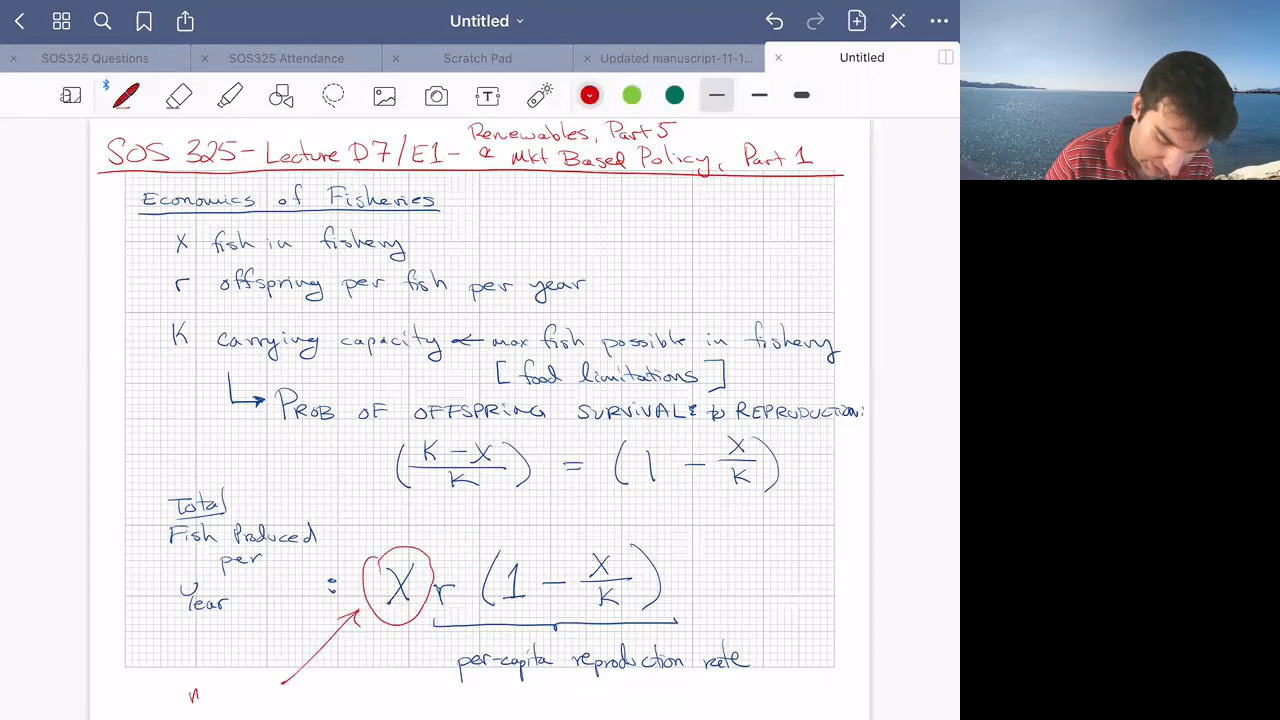 Untitled
SOS325 Questions
SOS325 Attendance
Scratch Pad
Updated manuscript-11-1...
Untitled
Renewables, Part 5
SOS 325 - Lecture D7/E1 - & Mkt Based Policy, Part 1
Economics of Fisheries
X fish in fishery
r offspring per fish per year
K carrying capacity ← max fish possible in fishery
[food limitations]
↳ PROB OF OFFSPRING SURVIVAL & to REPRODUCTION:
((K - X)/K) = (1 - X/K)
Total
Fish Produced
per
Year : X r (1 - X/K)
per-capita reproduction rate